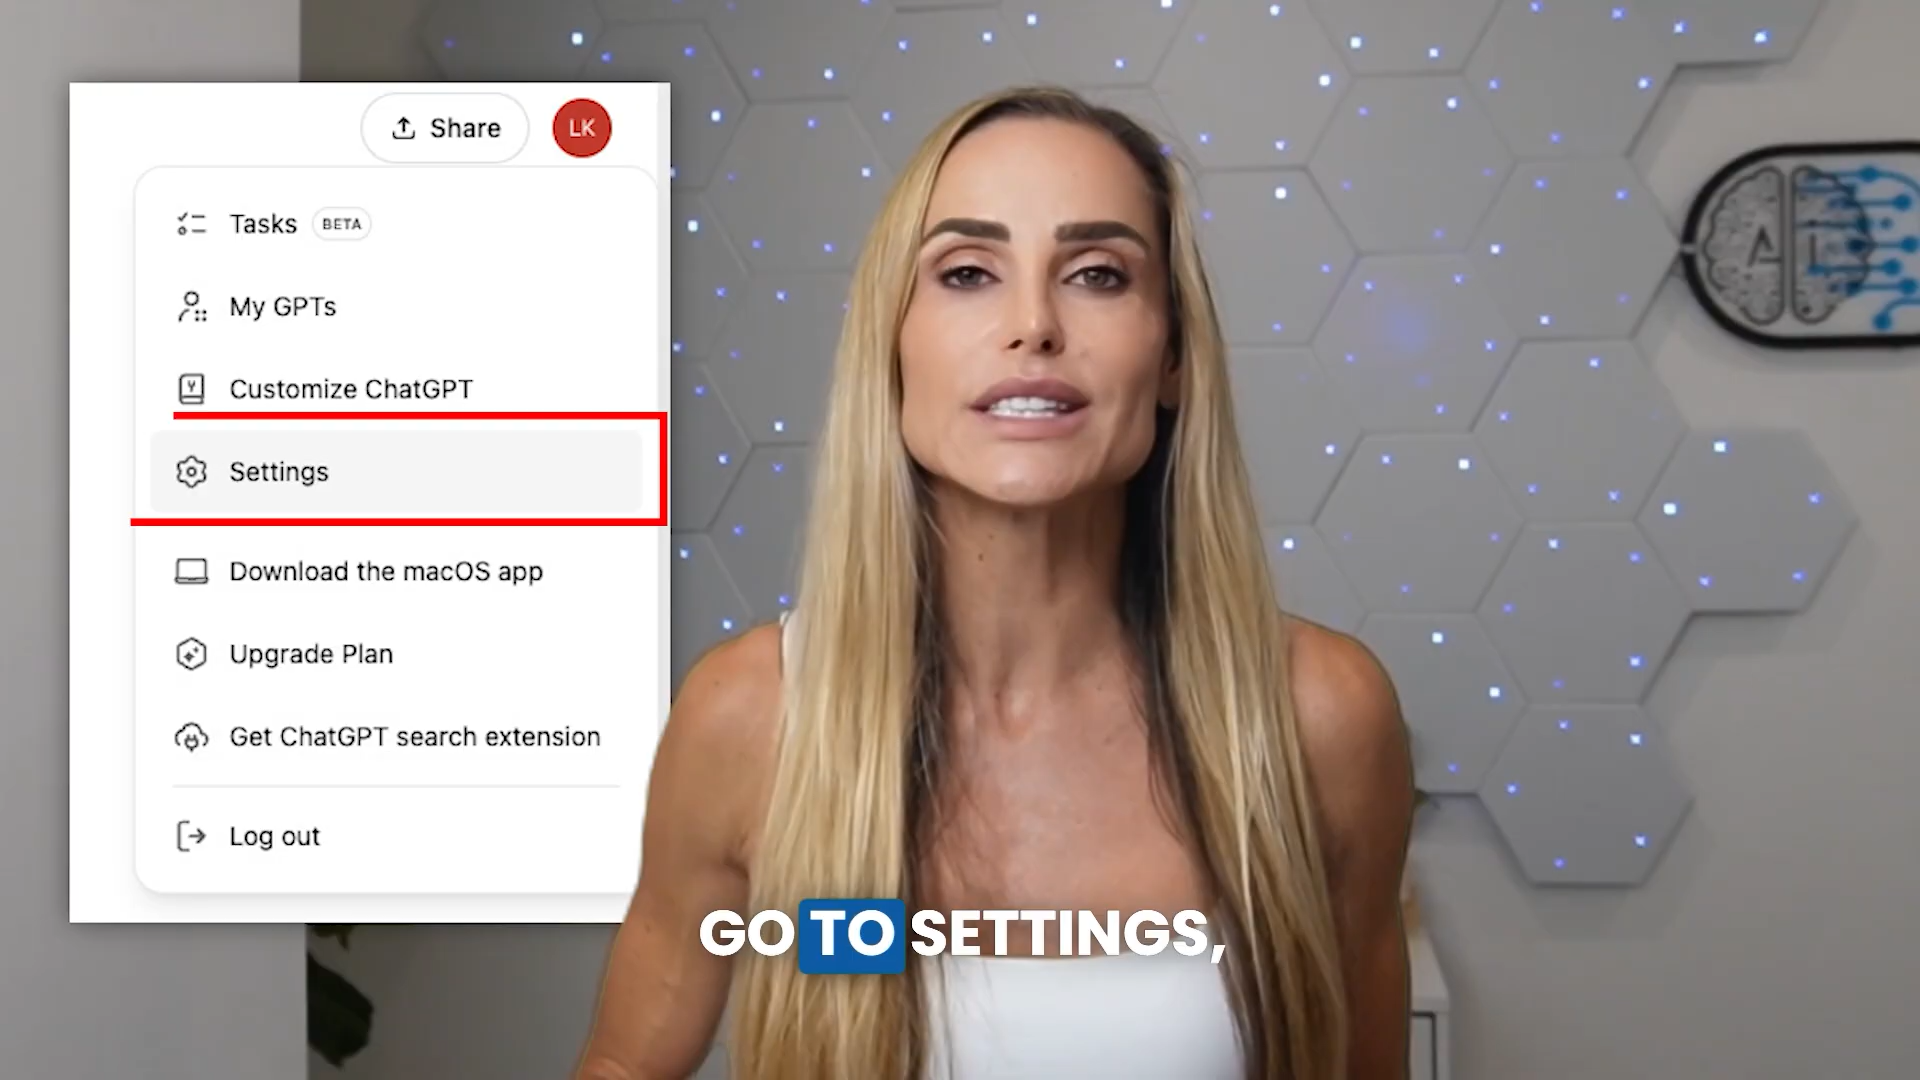 Share
LK
Tasks BETA
My GPTs
Customize ChatGPT
Settings
Download the macOS app
Upgrade Plan
Get ChatGPT search extension
Log out
AI
GO TO SETTINGS,